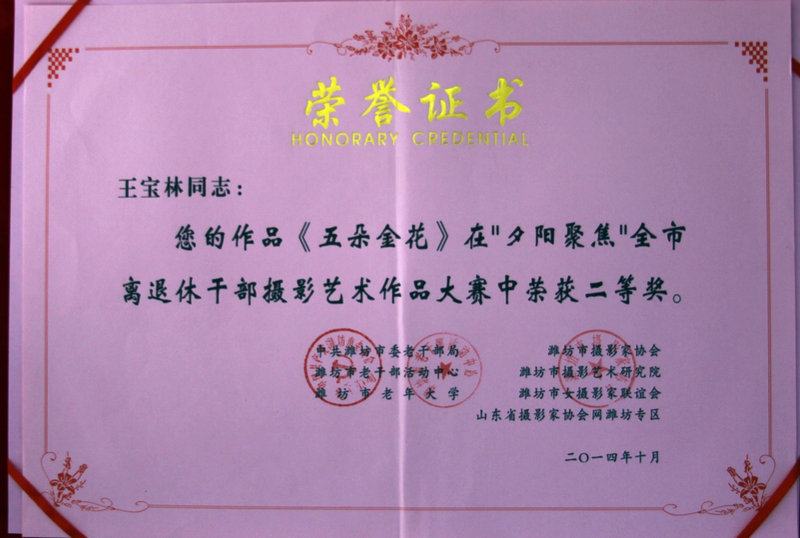 荣誉证书
HONORARY CREDENTIAL
王宝林同志：
您的作品《五朵金花》在"夕阳聚焦"全市
离退休干部摄影艺术作品大赛中荣获二等奖。
中共潍坊市委老干部局
潍坊市老干部活动中心
潍坊市老年大学
潍坊市摄影家协会
潍坊市摄影艺术研究院
潍坊市女摄影家联谊会
山东省摄影家协会网潍坊专区
二〇一四年十月